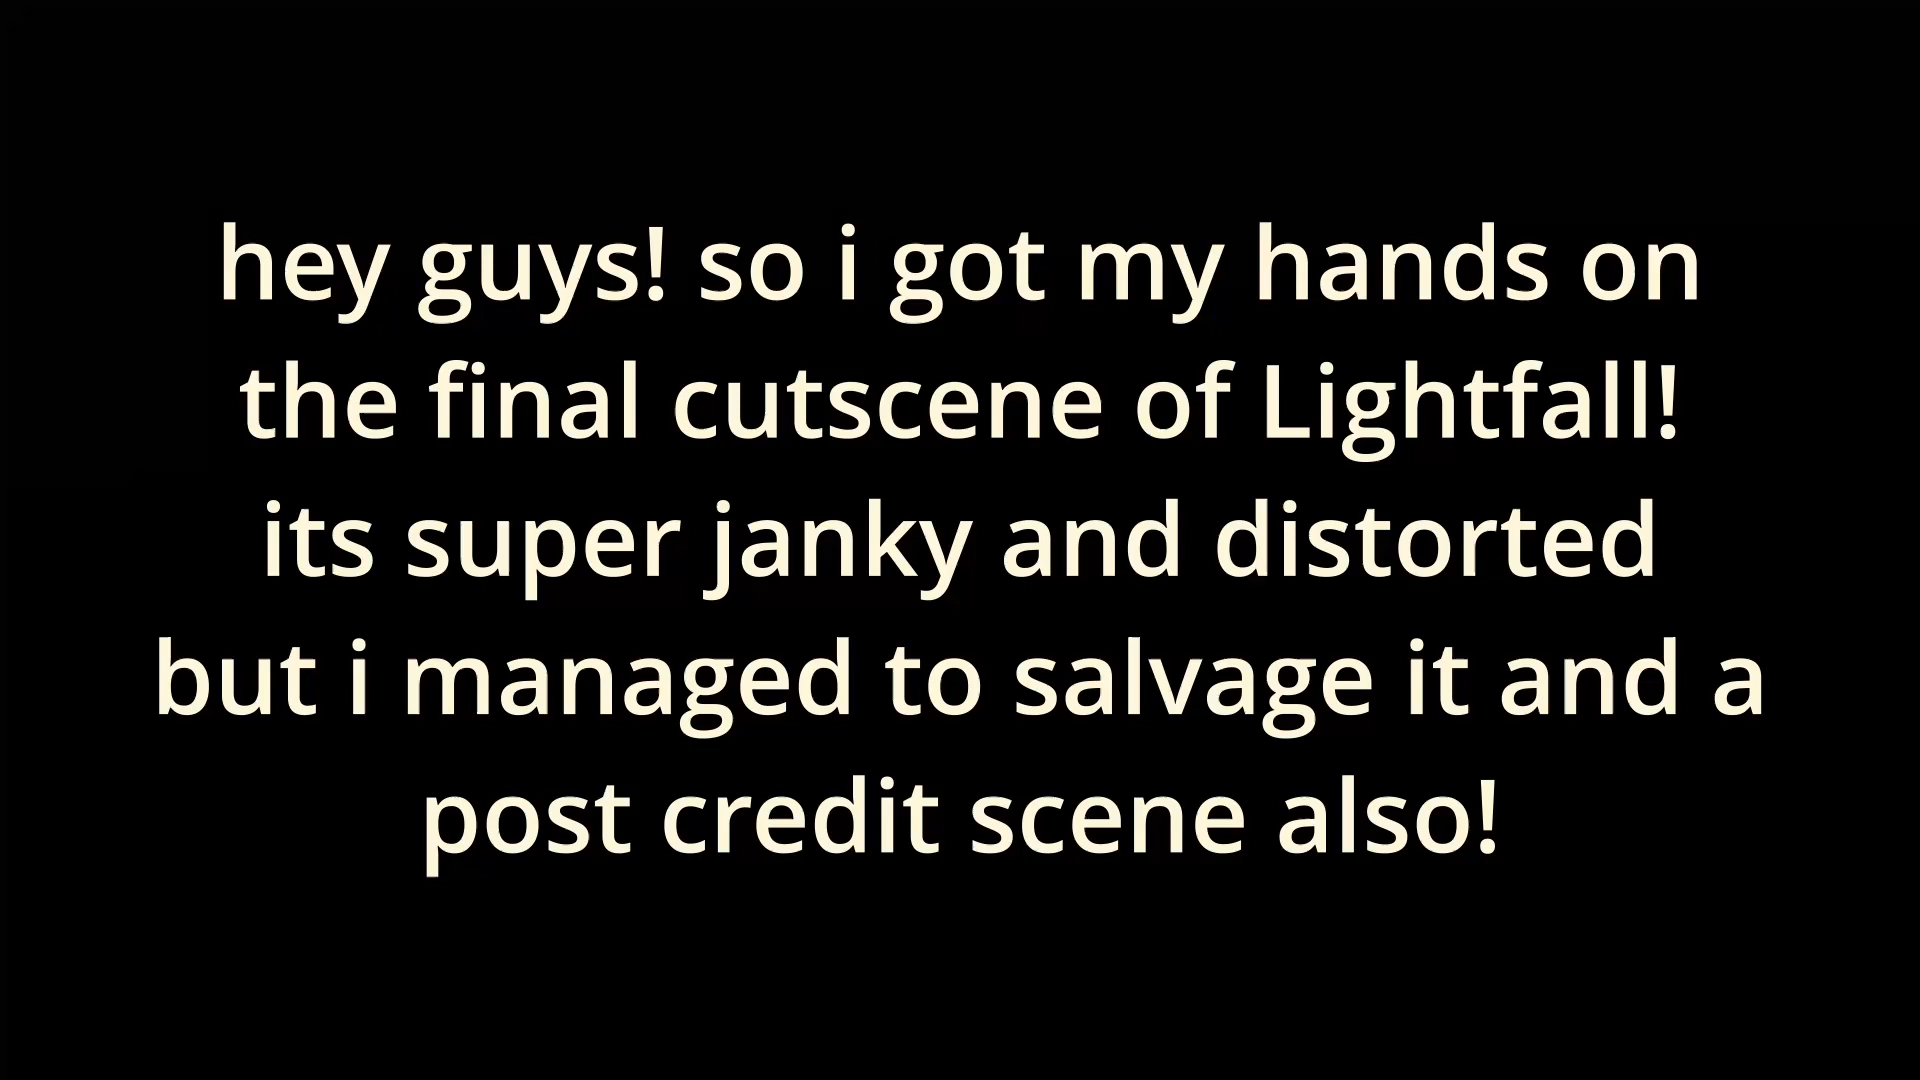 hey guys! so i got my hands on
the final cutscene of Lightfall!
its super janky and distorted
but i managed to salvage it and a
post credit scene also!